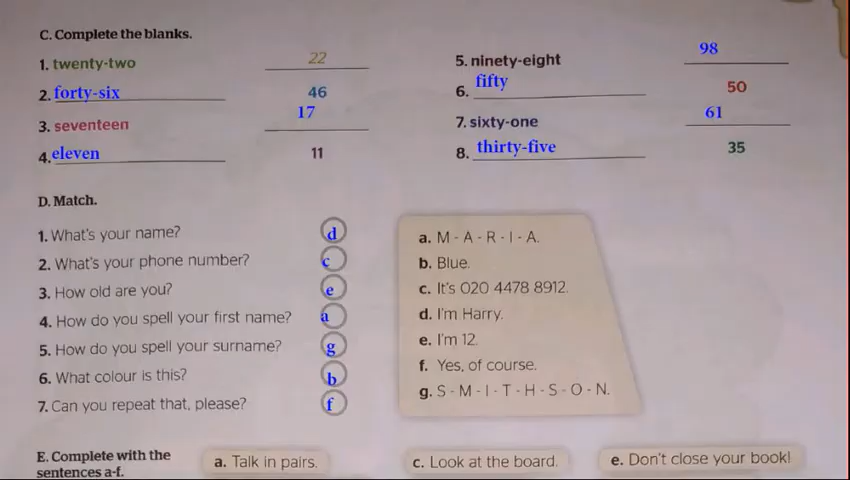 C. Complete the blanks.
1. twenty-two 22
2. forty-six 46
3. seventeen 17
4. eleven 11
5. ninety-eight 98
6. fifty 50
7. sixty-one 61
8. thirty-five 35
D. Match.
1. What's your name? d
2. What's your phone number? c
3. How old are you? e
4. How do you spell your first name? a
5. How do you spell your surname? g
6. What colour is this? b
7. Can you repeat that, please? f
a. M - A - R - I - A.
b. Blue.
c. It's 020 4478 8912.
d. I'm Harry.
e. I'm 12.
f. Yes, of course.
g. S - M - I - T - H - S - O - N.
E. Complete with the
sentences a-f.
a. Talk in pairs.
c. Look at the board.
e. Don't close your book!